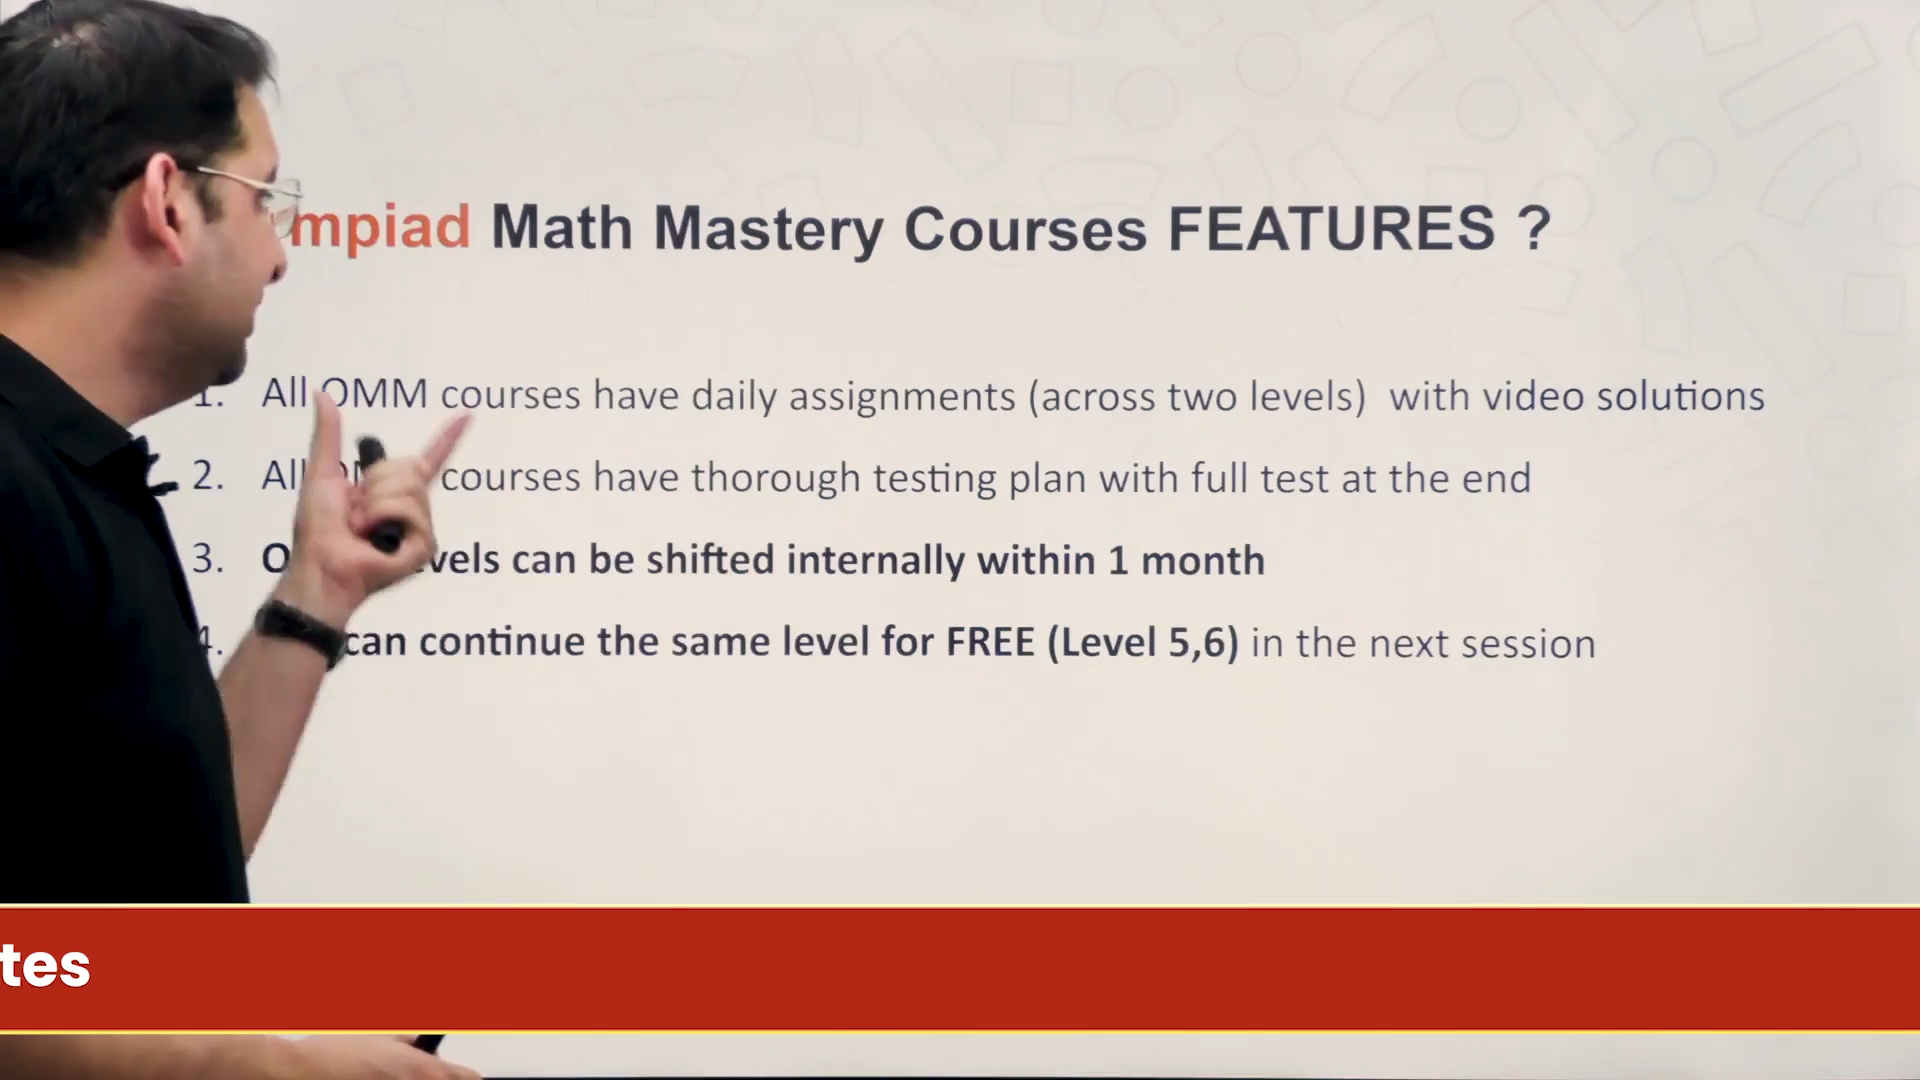 mpiad Math Mastery Courses FEATURES ?
1. All OMM courses have daily assignments (across two levels) with video solutions
2. All courses have thorough testing plan with full test at the end
3. can be shifted internally within 1 month
4. can continue the same level for FREE (Level 5,6) in the next session
tes